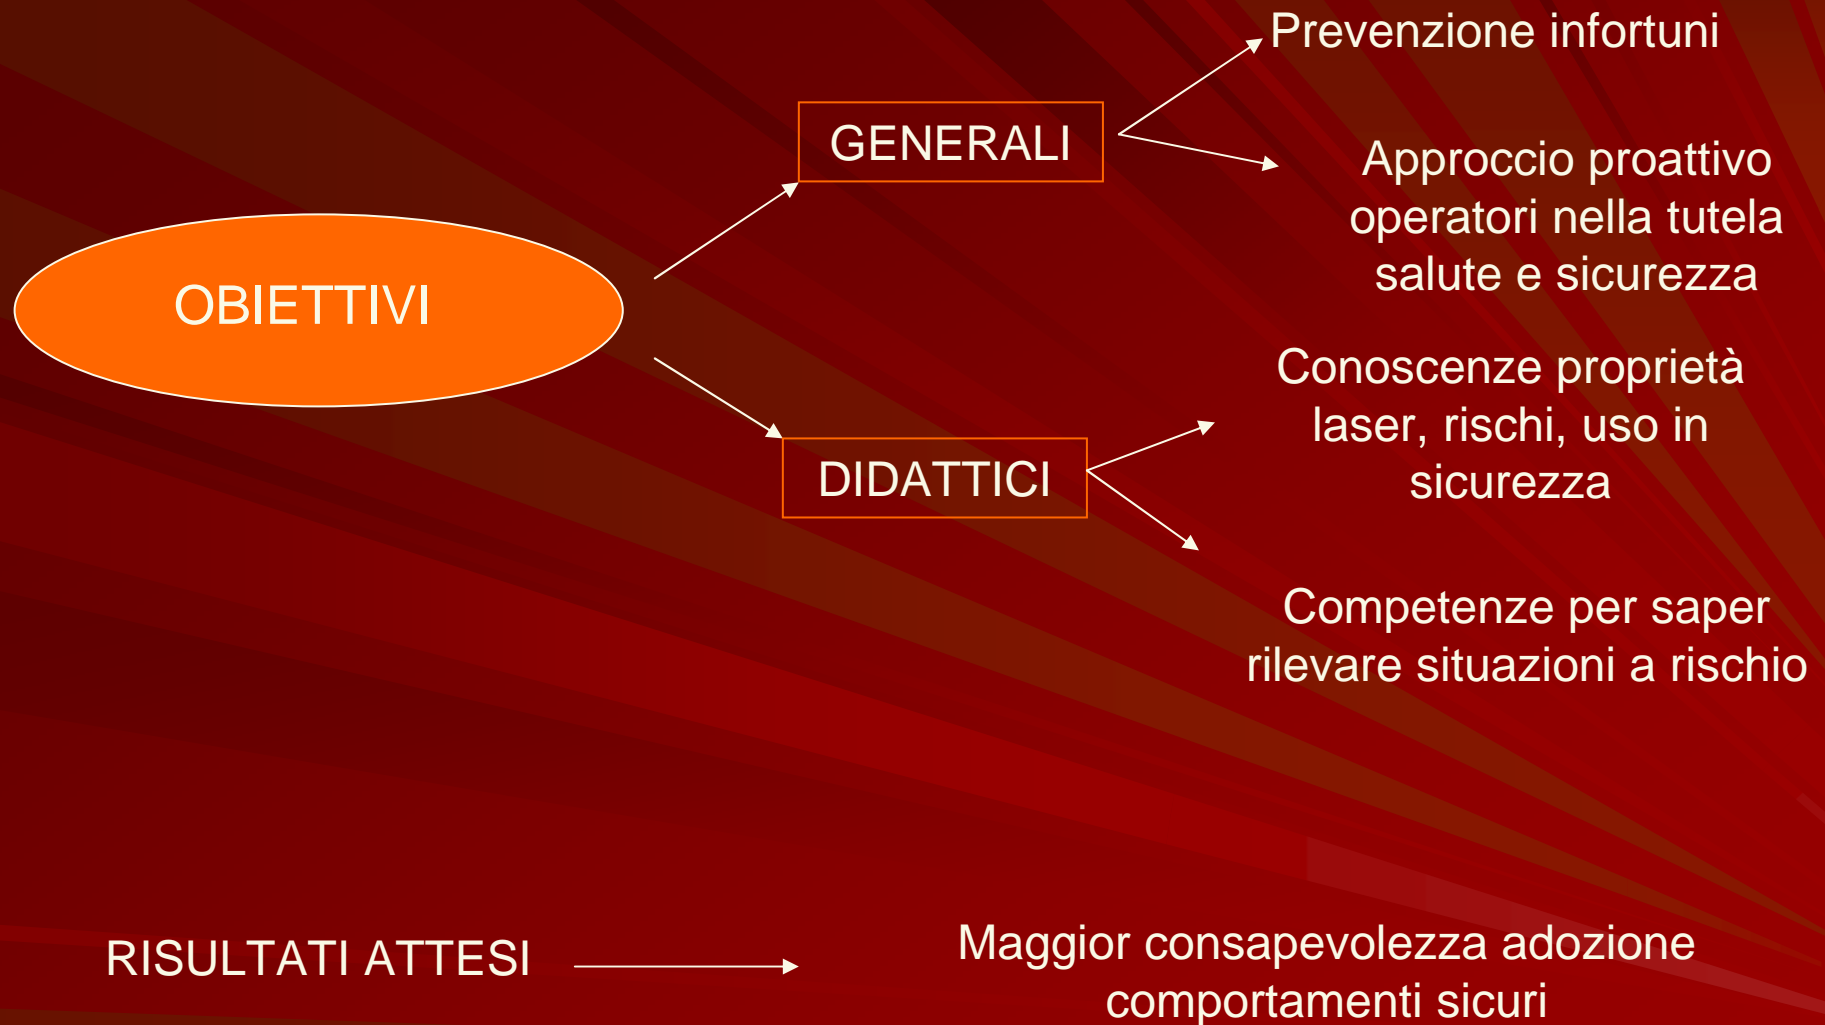 OBIETTIVI
GENERALI
Prevenzione infortuni
Approccio proattivo
operatori nella tutela
salute e sicurezza
DIDATTICI
Conoscenze proprietà
laser, rischi, uso in
sicurezza
Competenze per saper
rilevare situazioni a rischio
RISULTATI ATTESI
Maggior consapevolezza adozione
comportamenti sicuri